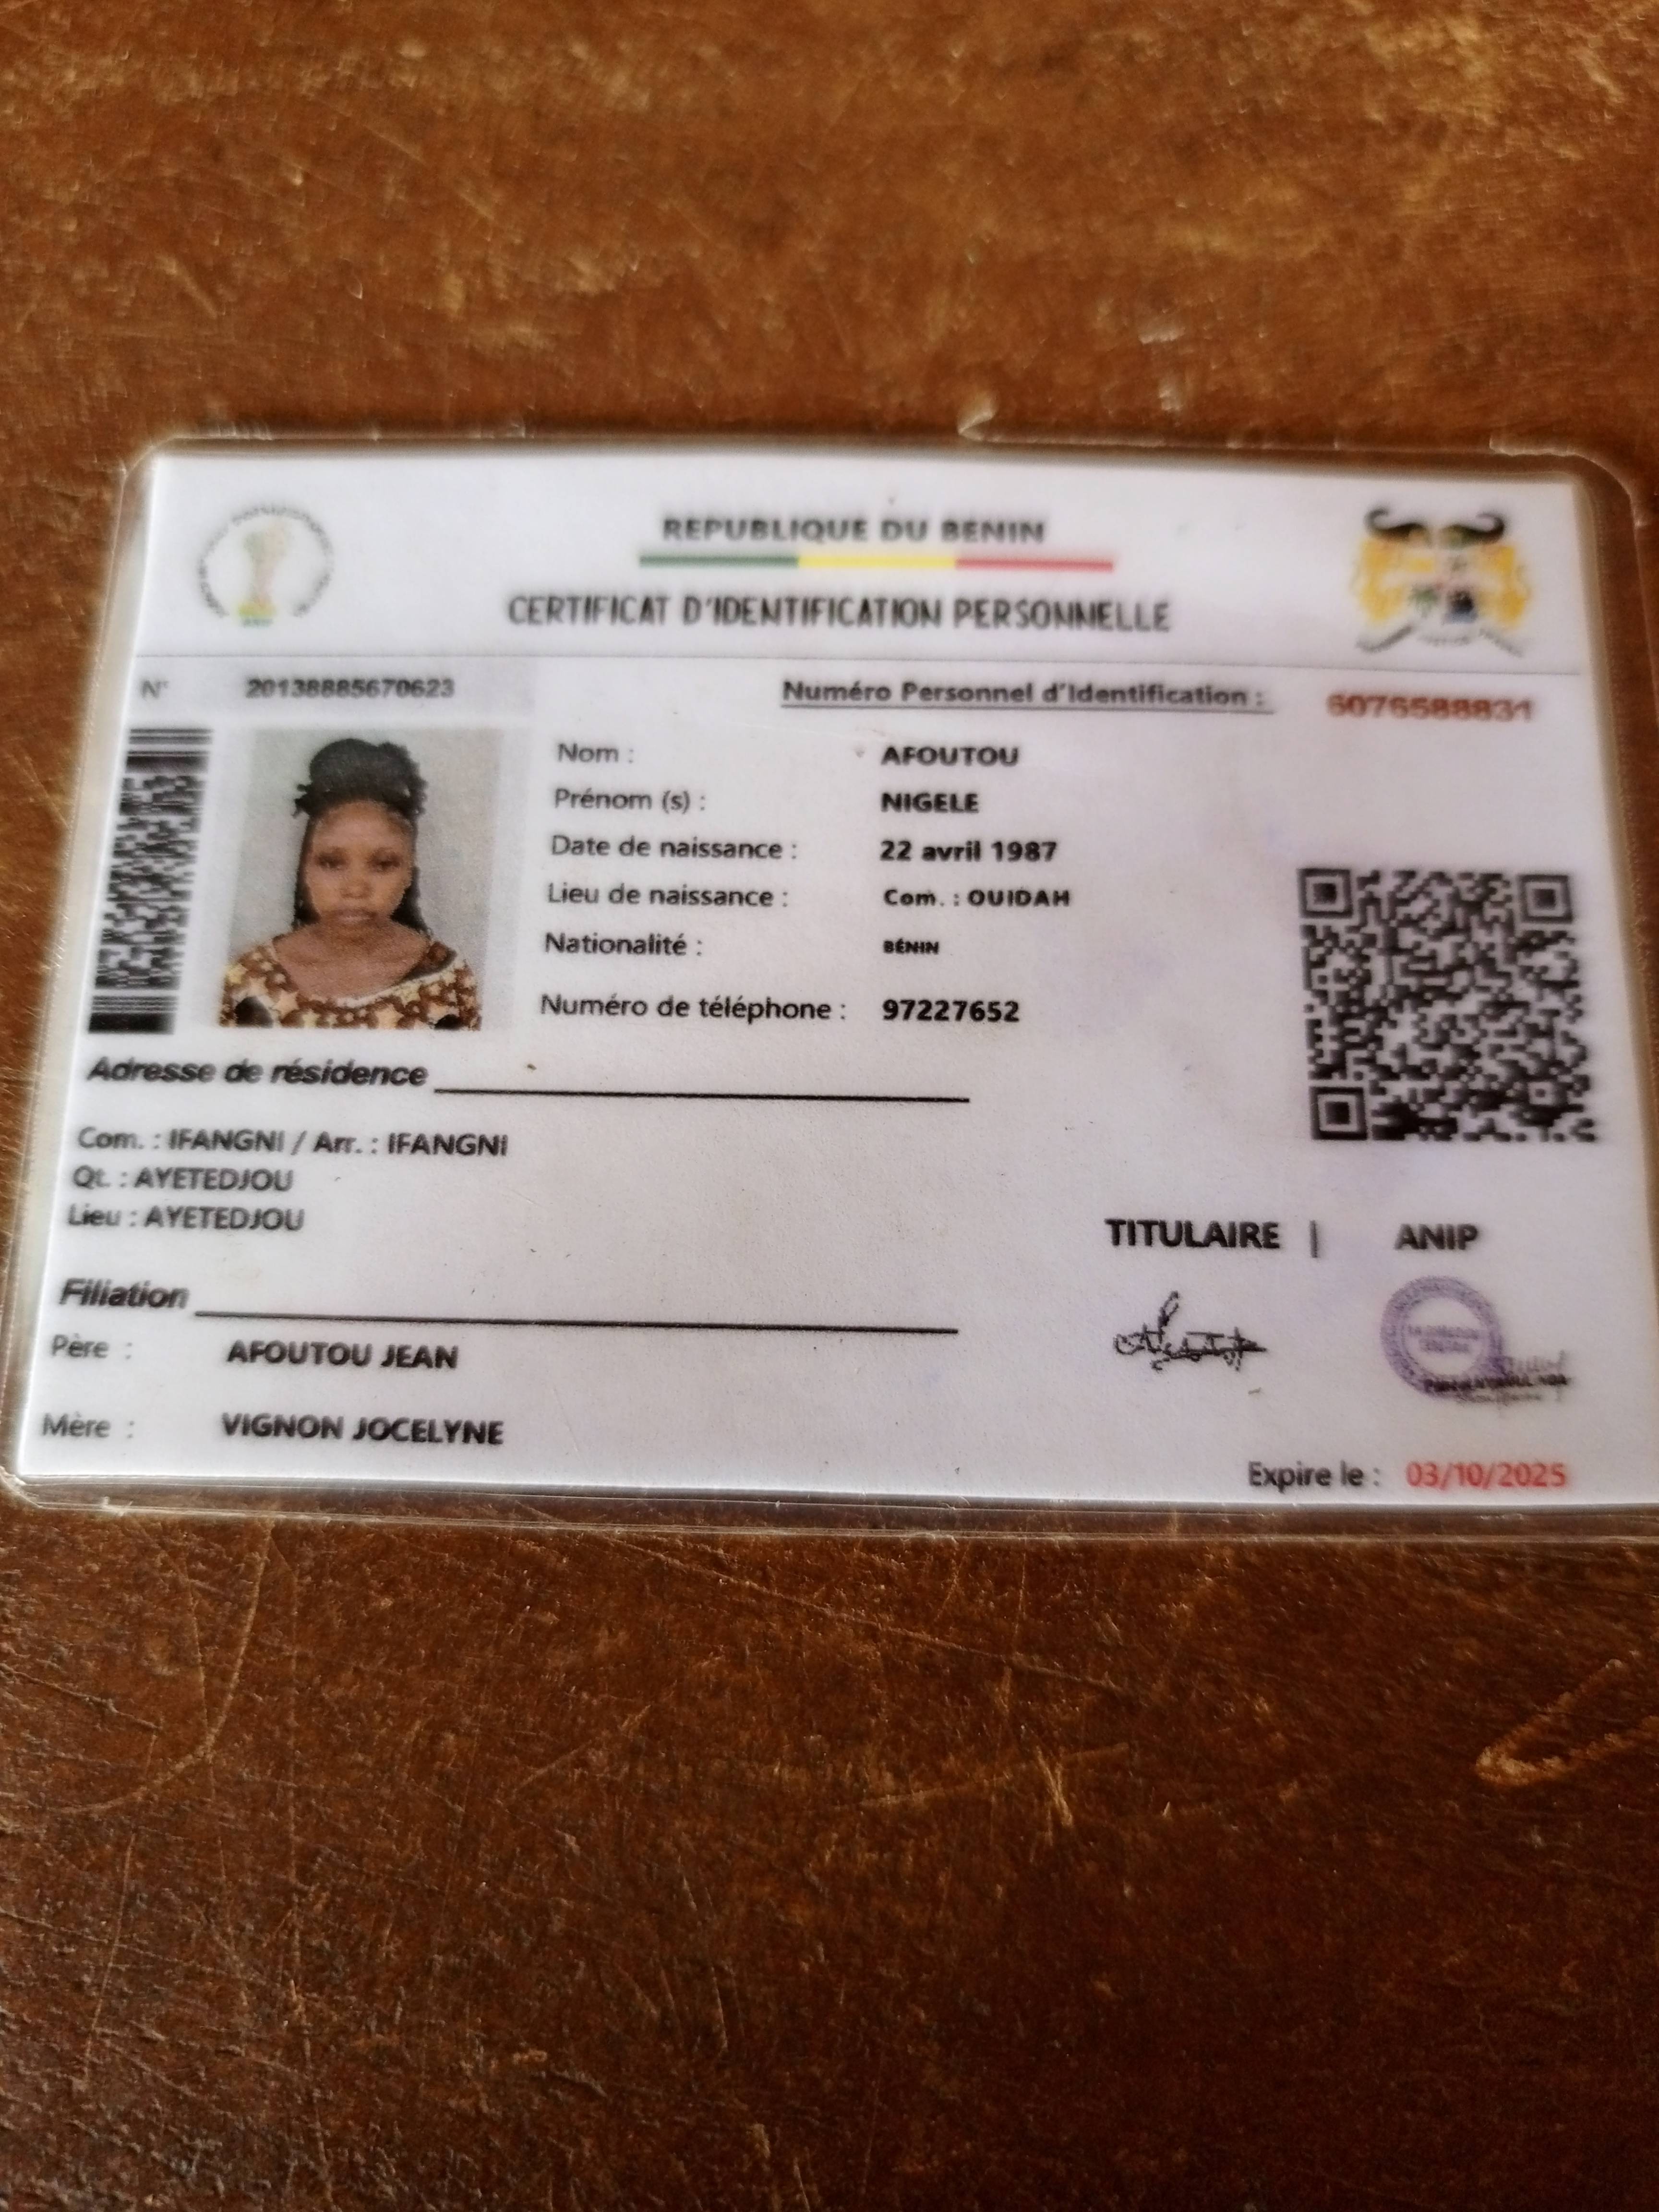 REPUBLIQUE DU BENIN
CERTIFICAT D'IDENTIFICATION PERSONNELLE
N° 20138885670623
Numéro Personnel d'Identification : 6076588831
Nom : AFOUTOU
Prénom (s) : NIGELE
Date de naissance : 22 avril 1987
Lieu de naissance : Com. : OUIDAH
Nationalité : BÉNIN
Numéro de téléphone : 97227652
Adresse de résidence
Com. : IFANGNI / Arr. : IFANGNI
Qt. : AYETEDJOU
Lieu : AYETEDJOU
TITULAIRE | ANIP
Filiation
Père : AFOUTOU JEAN
Mère : VIGNON JOCELYNE
Expire le : 03/10/2025